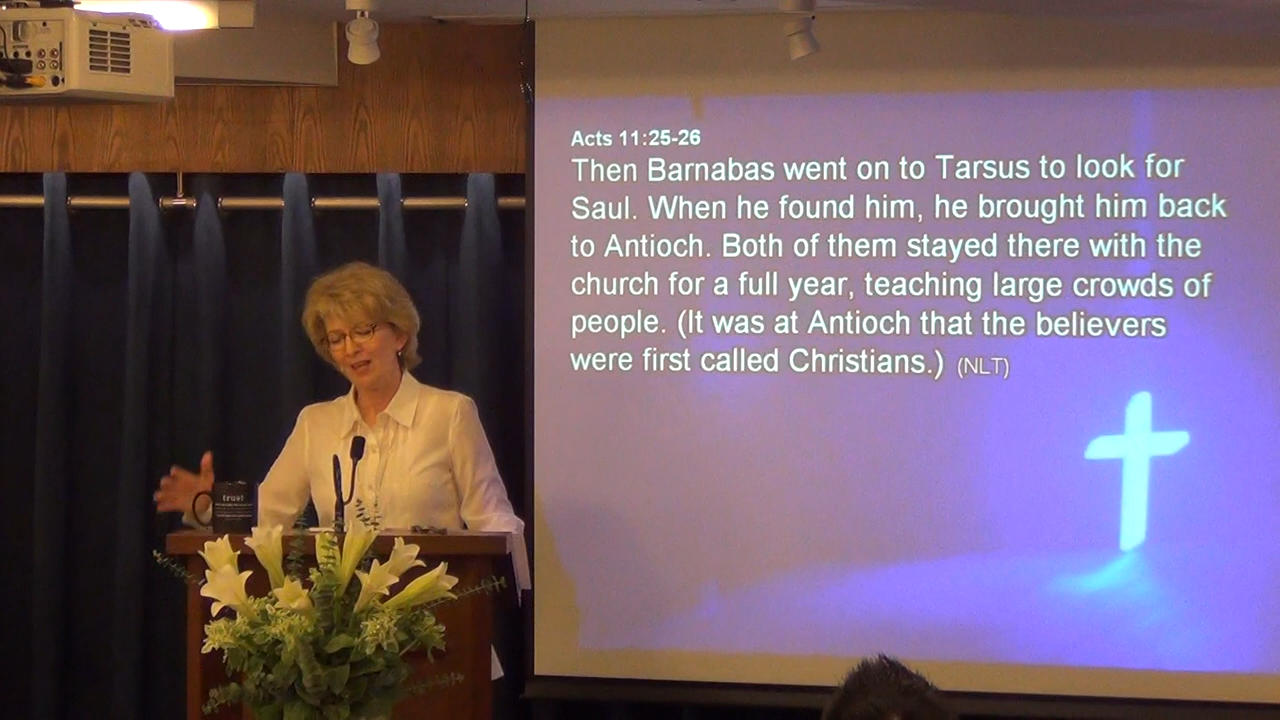 Acts 11:25-26
Then Barnabas went on to Tarsus to look for
Saul. When he found him, he brought him back
to Antioch. Both of them stayed there with the
church for a full year, teaching large crowds of
people. (It was at Antioch that the believers
were first called Christians.) (NLT)
trust